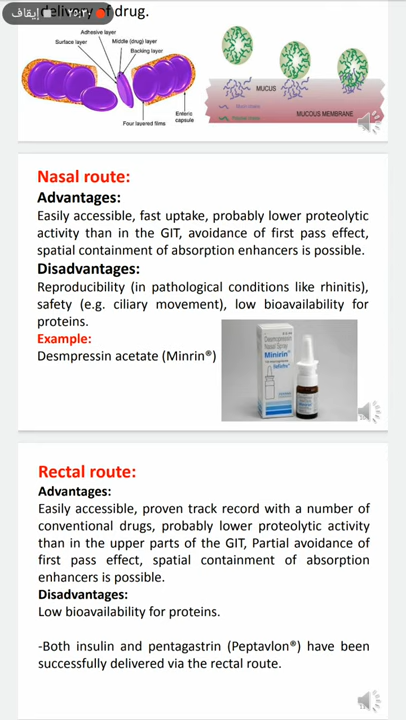 إيقاف
delivery of drug.
Adhesive layer
Surface layer
Middle (drug) layer
Backing layer
Four layered films
Enteric
capsule
MUCUS
MUCOUS MEMBRANE
Nasal route:
Advantages:
Easily accessible, fast uptake, probably lower proteolytic
activity than in the GIT, avoidance of first pass effect,
spatial containment of absorption enhancers is possible.
Disadvantages:
Reproducibility (in pathological conditions like rhinitis),
safety (e.g. ciliary movement), low bioavailability for
proteins.
Example:
Desmpressin acetate (Minrin®)
Desmopressin
Nasal Spray
Minirin
Rectal route:
Advantages:
Easily accessible, proven track record with a number of
conventional drugs, probably lower proteolytic activity
than in the upper parts of the GIT, Partial avoidance of
first pass effect, spatial containment of absorption
enhancers is possible.
Disadvantages:
Low bioavailability for proteins.
-Both insulin and pentagastrin (Peptavlon®) have been
successfully delivered via the rectal route.